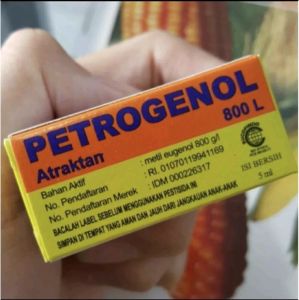 PETROGENOL
800 L
Atraktan
Bahan Aktif : metil eugenol 800 g/l
No. Pendaftaran : RI. 01070119941169
No. Pendaftaran Merek : IDM 000226317
BACALAH LABEL SEBELUM MENGGUNAKAN PESTISIDA INI
SIMPAN DI TEMPAT YANG AMAN DAN JAUH DARI JANGKAUAN ANAK-ANAK
ISI BERSIH
5 ml